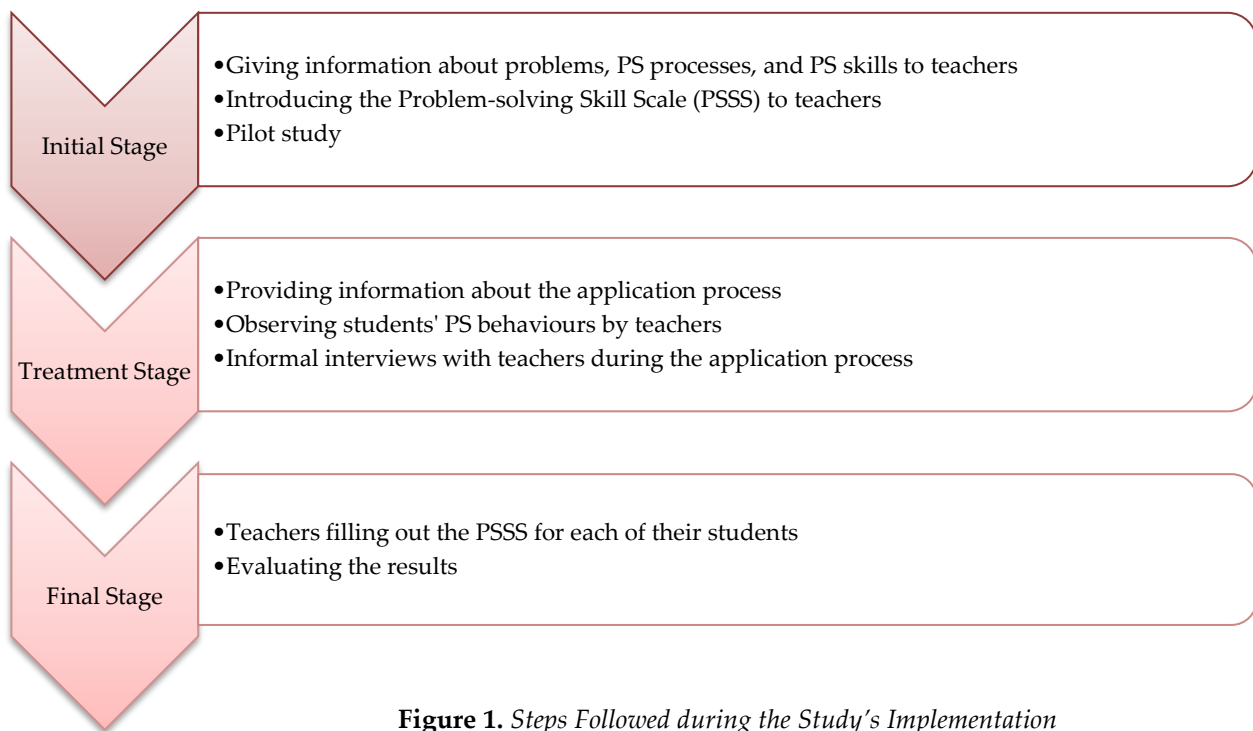 Initial Stage
•Giving information about problems, PS processes, and PS skills to teachers
•Introducing the Problem-solving Skill Scale (PSSS) to teachers
•Pilot study
Treatment Stage
•Providing information about the application process
•Observing students' PS behaviours by teachers
•Informal interviews with teachers during the application process
Final Stage
•Teachers filling out the PSSS for each of their students
•Evaluating the results
Figure 1. Steps Followed during the Study’s Implementation